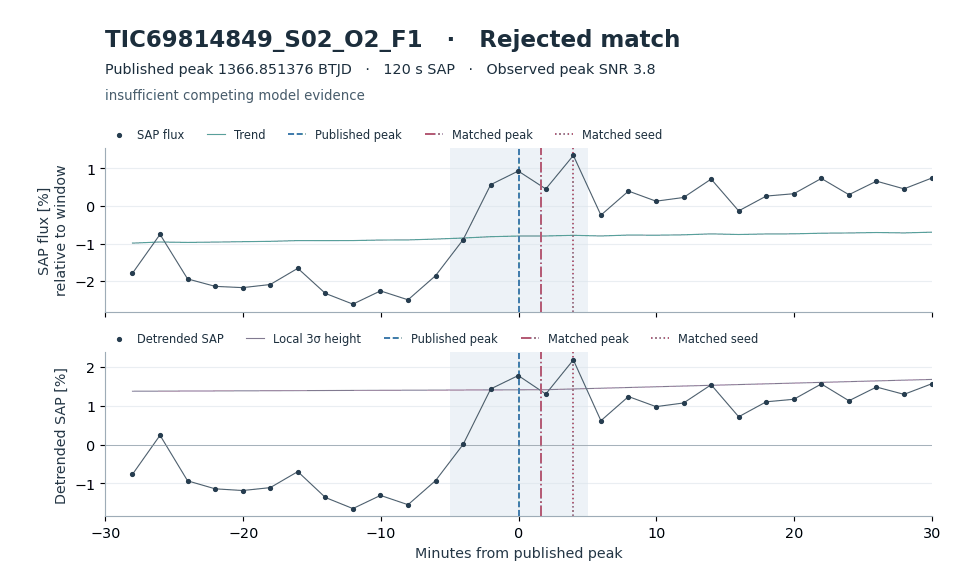 TIC69814849_S02_O2_F1 · Rejected match
Published peak 1366.851376 BTJD · 120 s SAP · Observed peak SNR 3.8
insufficient competing model evidence
SAP flux Trend Published peak Matched peak Matched seed
SAP flux [%]
relative to window
1
0
−1
−2
Detrended SAP Local 3σ height Published peak Matched peak Matched seed
Detrended SAP [%]
2
1
0
−1
−30 −20 −10 0 10 20 30
Minutes from published peak